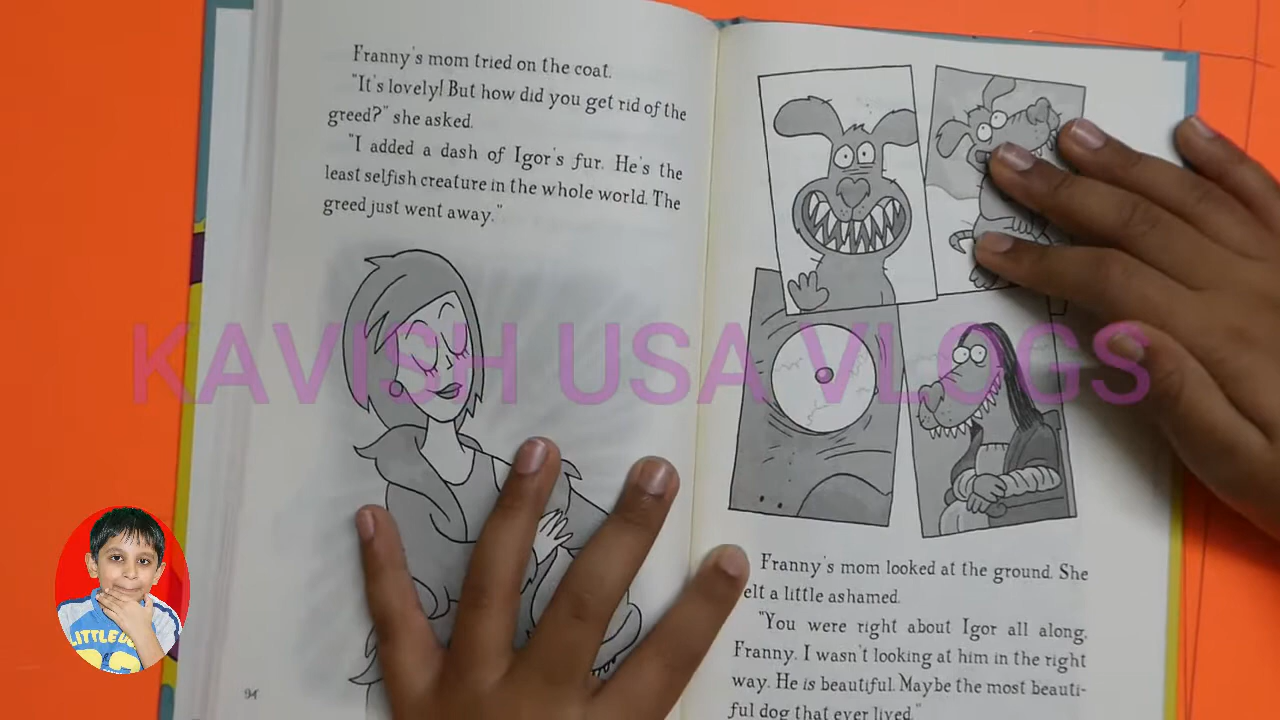 Franny's mom tried on the coat.
"It's lovely! But how did you get rid of the
greed?" she asked.
"I added a dash of Igor's fur. He's the
least selfish creature in the whole world. The
greed just went away."
94
Franny's mom looked at the ground. She
elt a little ashamed.
"You were right about Igor all along,
Franny. I wasn't looking at him in the right
way. He is beautiful. Maybe the most beauti-
ful dog that ever lived."
KAVISH USA VLOGS